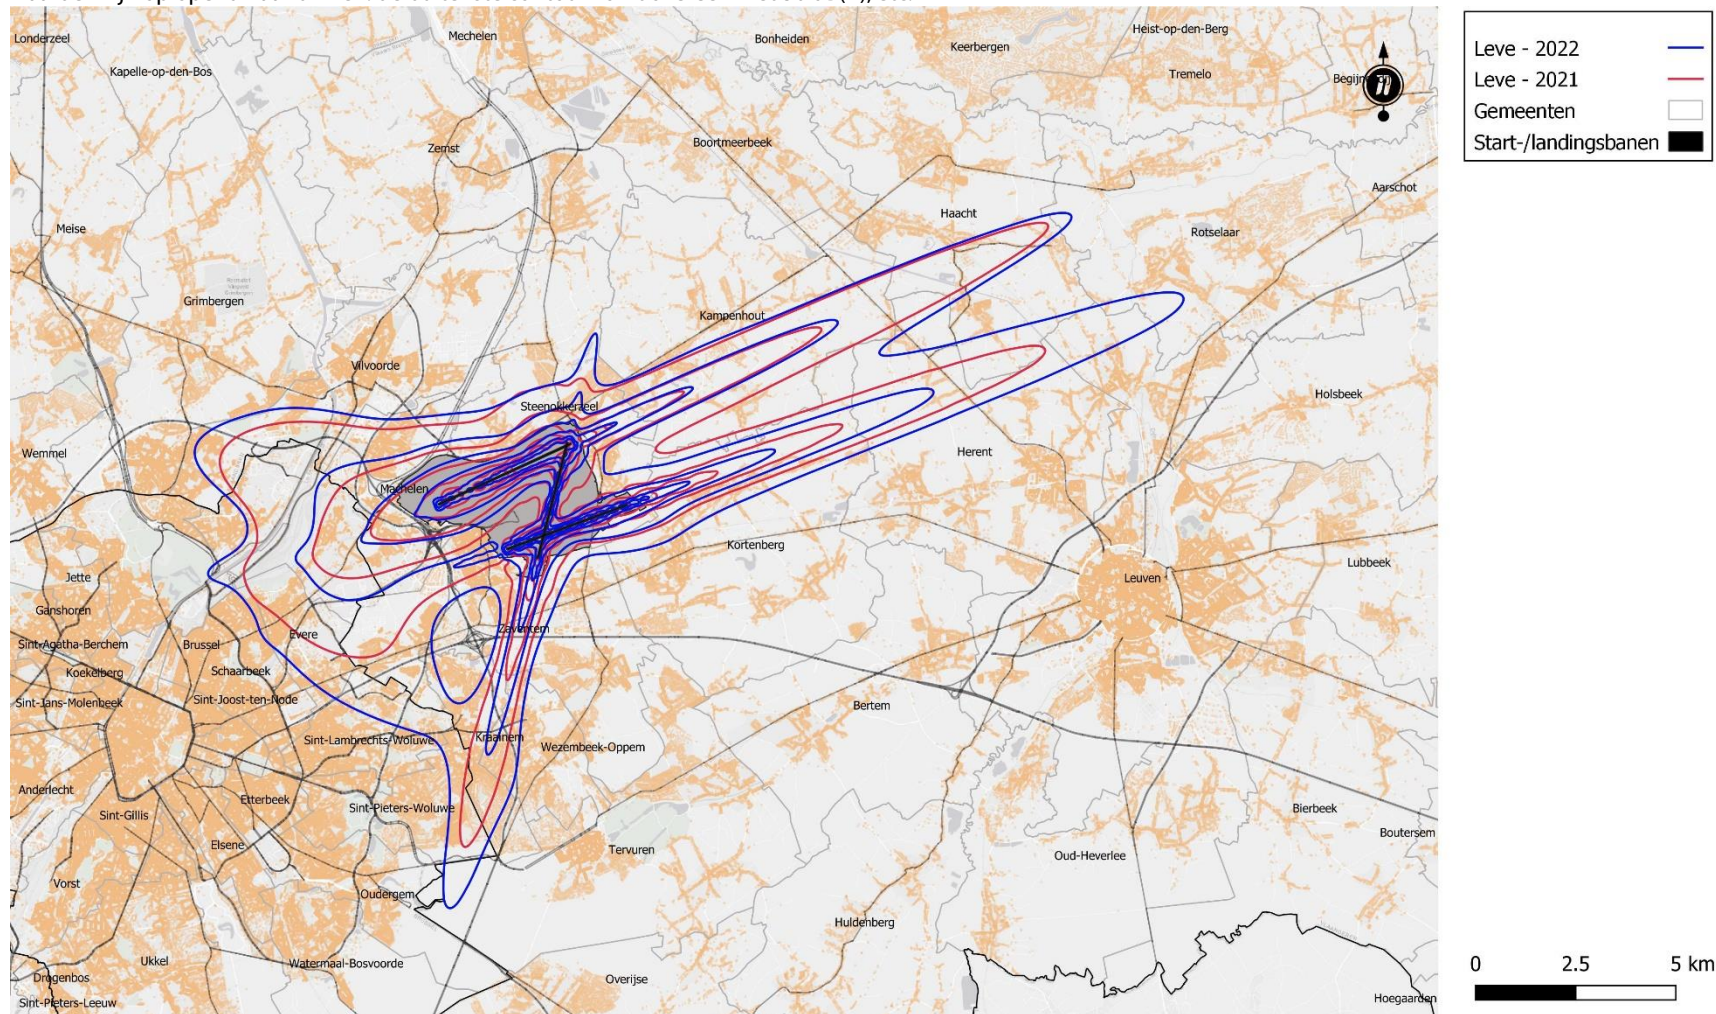 Londerzeel
Mechelen
Bonheiden
Keerbergen
Heist-op-den-Berg
Kapelle-op-den-Bos
Tremelo
Zemst
Boortmeerbeek
Aarschot
Meise
Haacht
Rotselaar
Grimbergen
Kampenhout
Vilvoorde
Holsbeek
Steenokkerzeel
Wemmel
Herent
Machelen
Kortenberg
Lubbeek
Jette
Leuven
Ganshoren
Zaventem
Evere
Sint-Agatha-Berchem
Brussel
Koekelberg
Schaarbeek
Sint-Jans-Molenbeek
Sint-Joost-ten-Node
Bertem
Sint-Lambrechts-Woluwe
Kraainem
Wezembeek-Oppem
Anderlecht
Etterbeek
Sint-Pieters-Woluwe
Bierbeek
Sint-Gillis
Boutersem
Elsene
Tervuren
Oud-Heverlee
Vorst
Oudergem
Huldenberg
Ukkel
Watermaal-Bosvoorde
Drogenbos
Overijse
Sint-Pieters-Leeuw
Hoegaarden
Leve - 2022
Leve - 2021
Gemeenten
Start-/landingsbanen
0 2.5 5 km